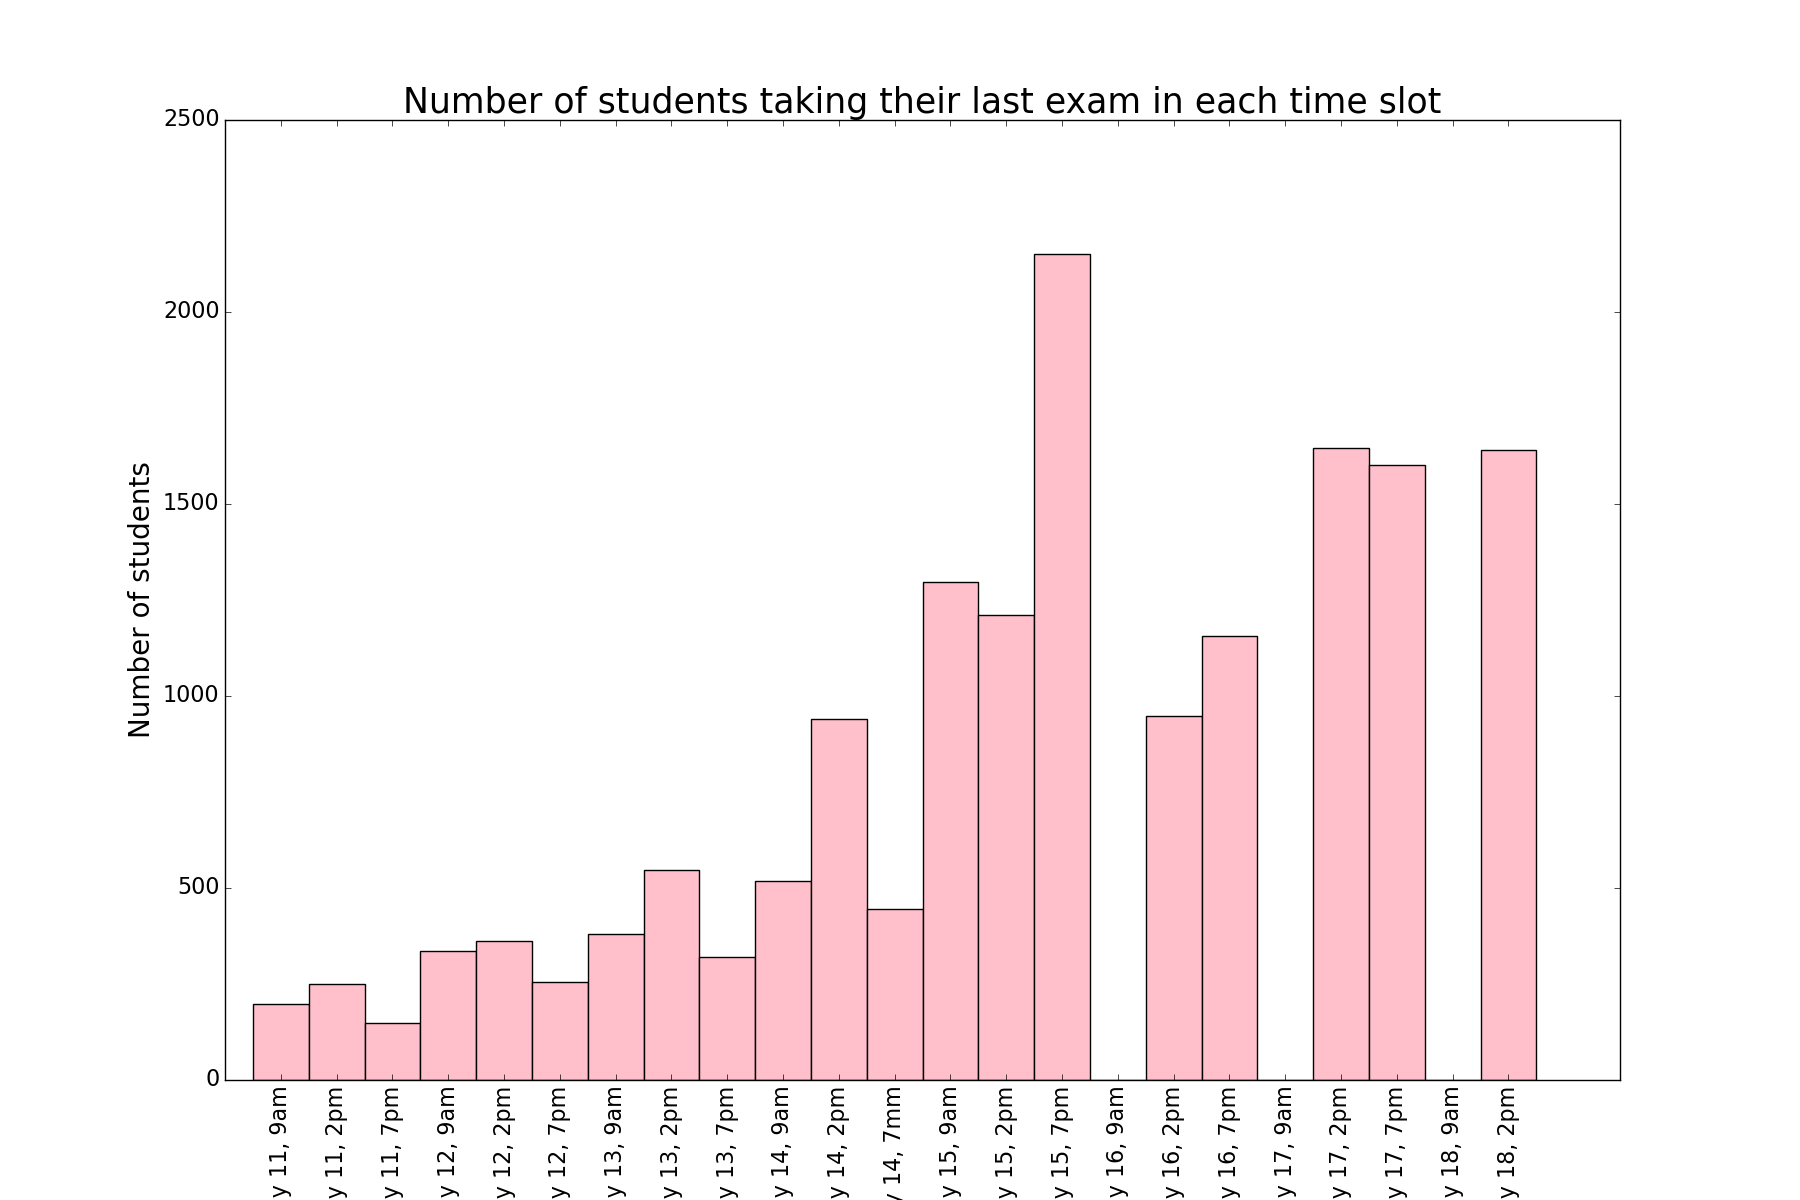 Number of students taking their last exam in each time slot
Number of students
2500
2000
1500
1000
500
0
y 11, 9am
y 11, 2pm
y 11, 7pm
y 12, 9am
y 12, 2pm
y 12, 7pm
y 13, 9am
y 13, 2pm
y 13, 7pm
y 14, 9am
y 14, 2pm
y 14, 7mm
y 15, 9am
y 15, 2pm
y 15, 7pm
y 16, 9am
y 16, 2pm
y 16, 7pm
y 17, 9am
y 17, 2pm
y 17, 7pm
y 18, 9am
y 18, 2pm